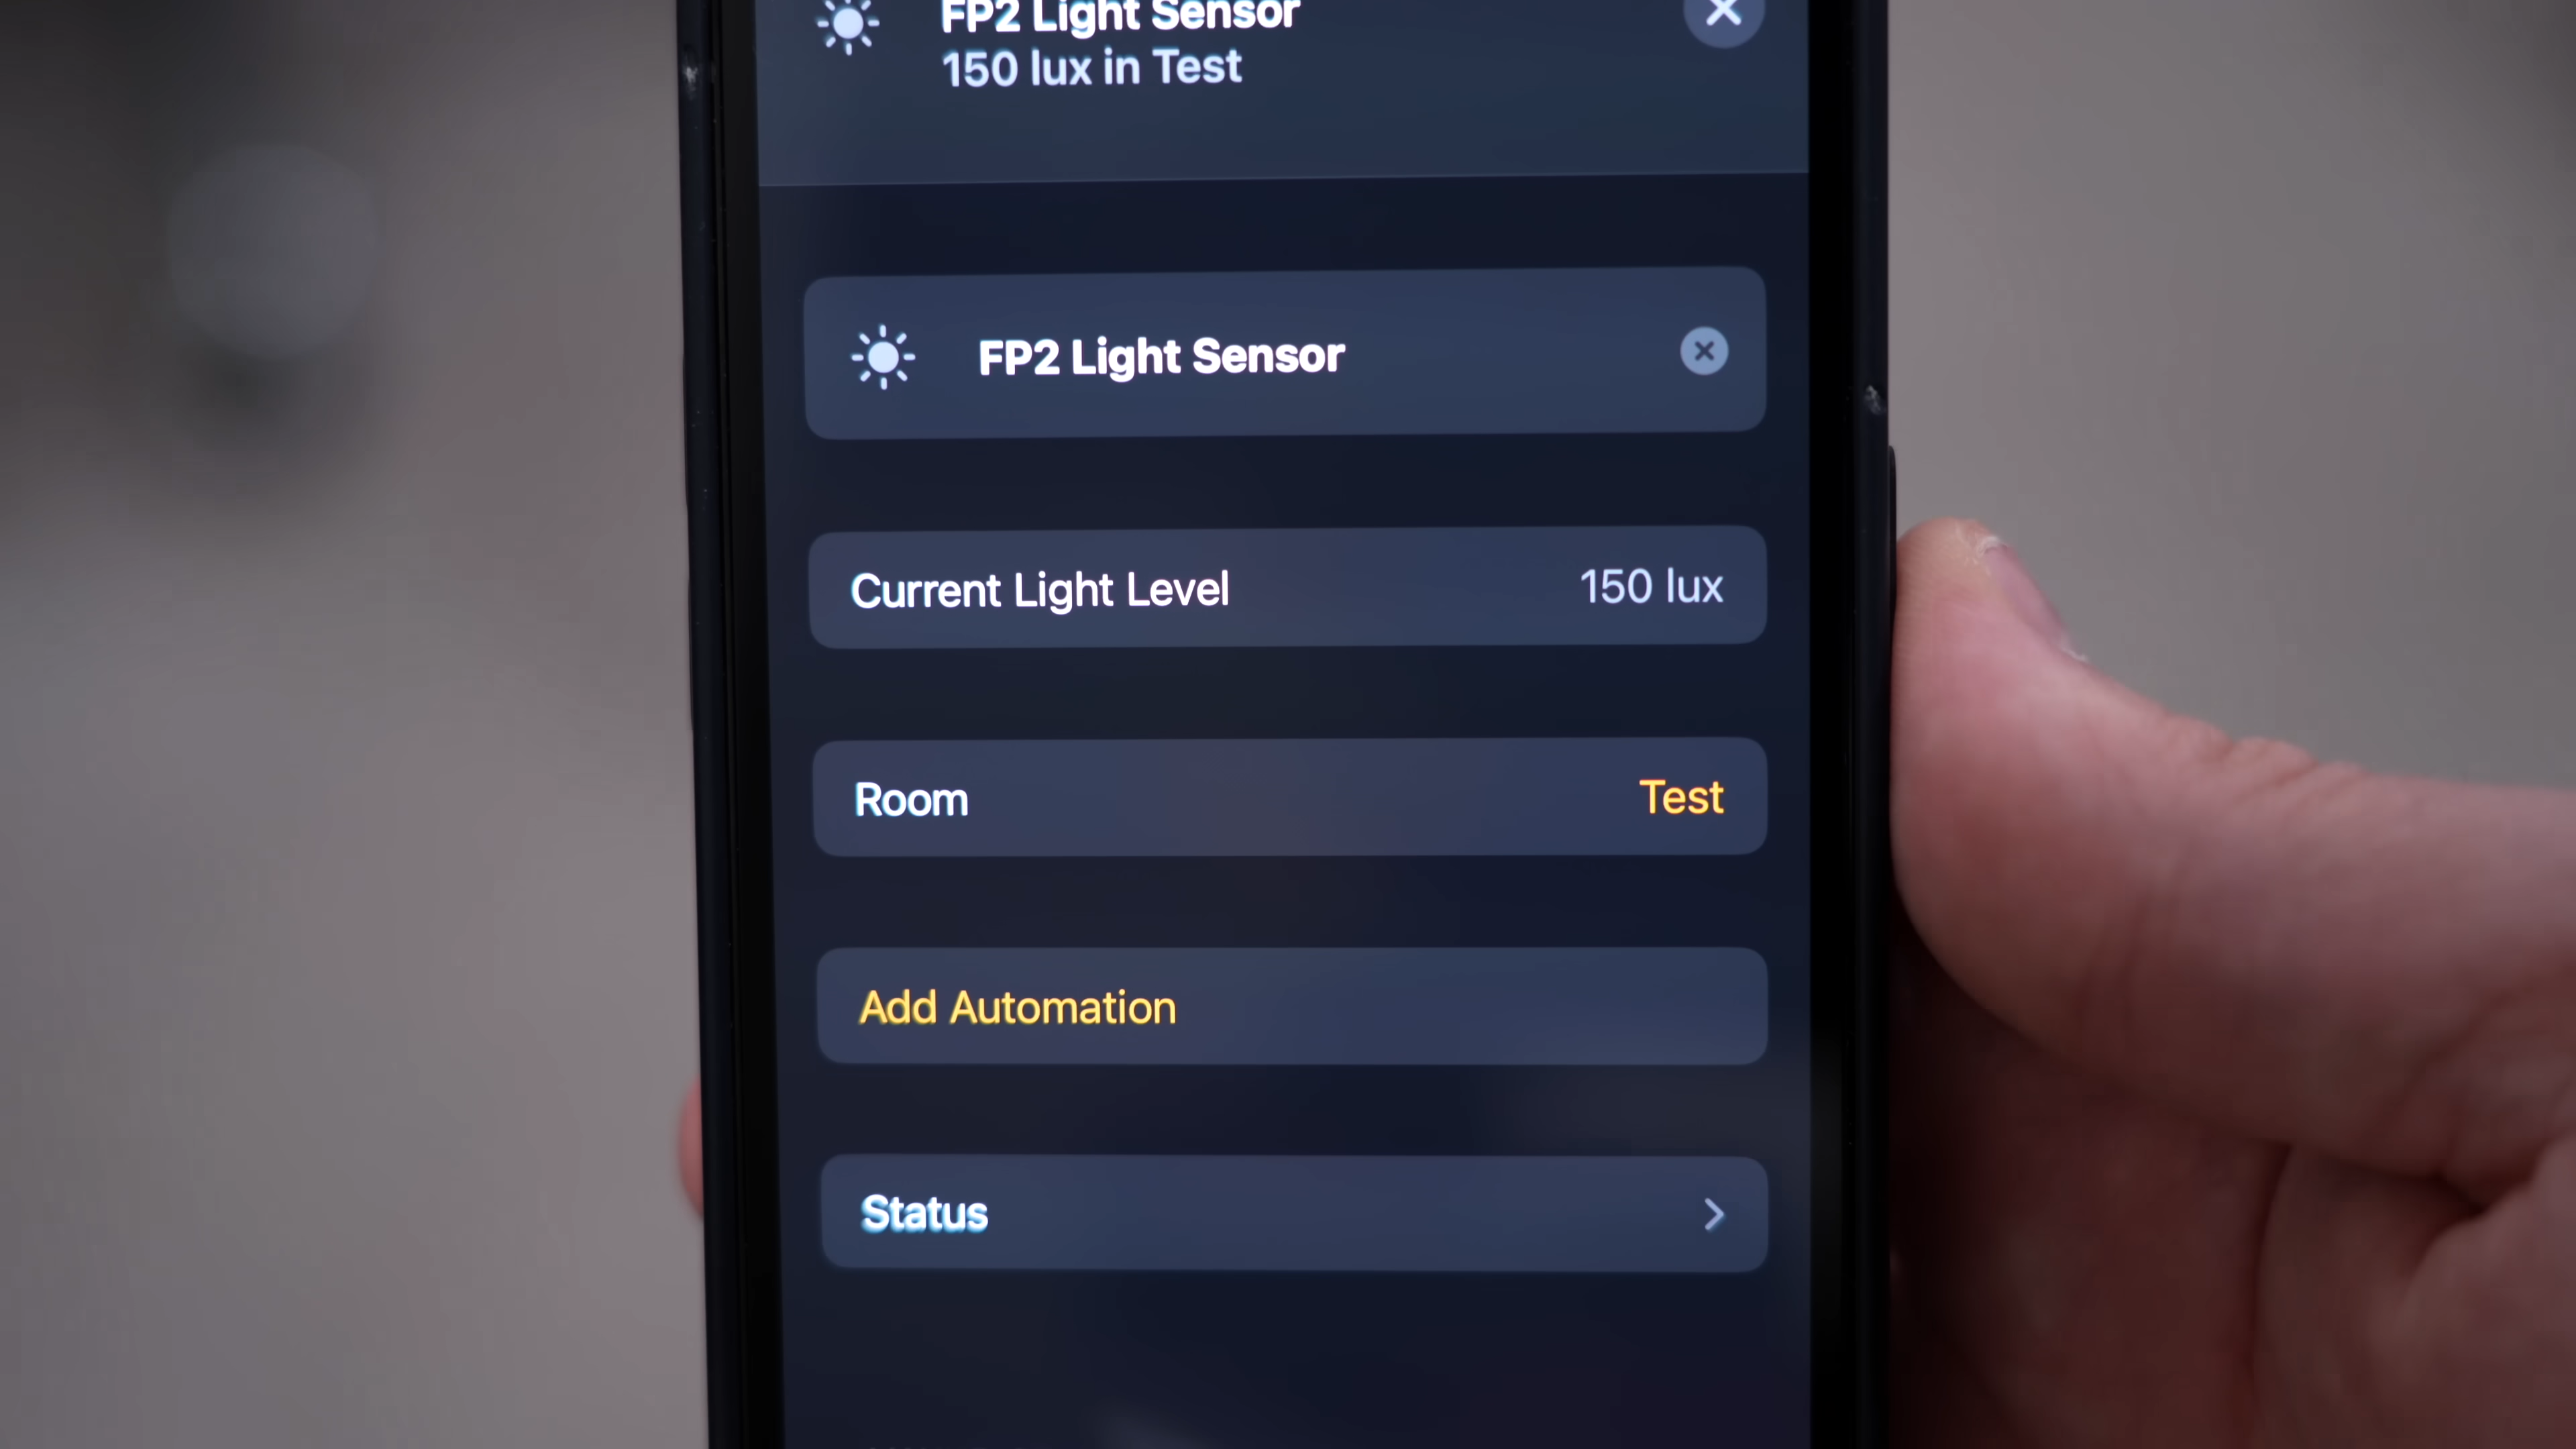 FP2 Light Sensor
150 lux in Test
FP2 Light Sensor
Current Light Level 150 lux
Room Test
Add Automation
Status